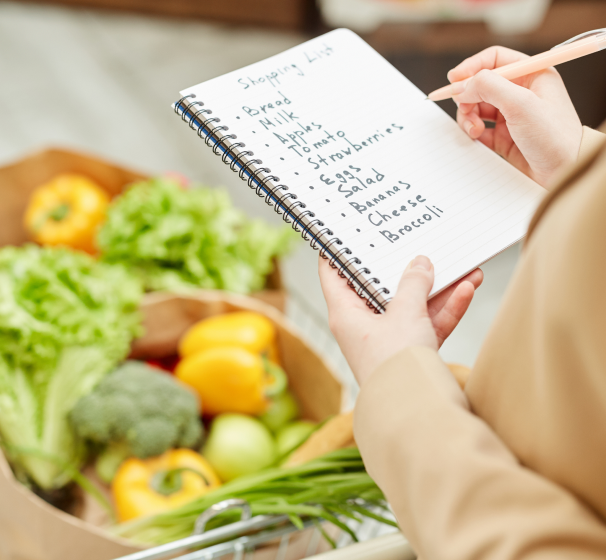 Shopping List
• Bread
• Milk
• Apples
• Tomato
• Strawberries
• Eggs
• Salad
• Bananas
• Cheese
• Broccoli